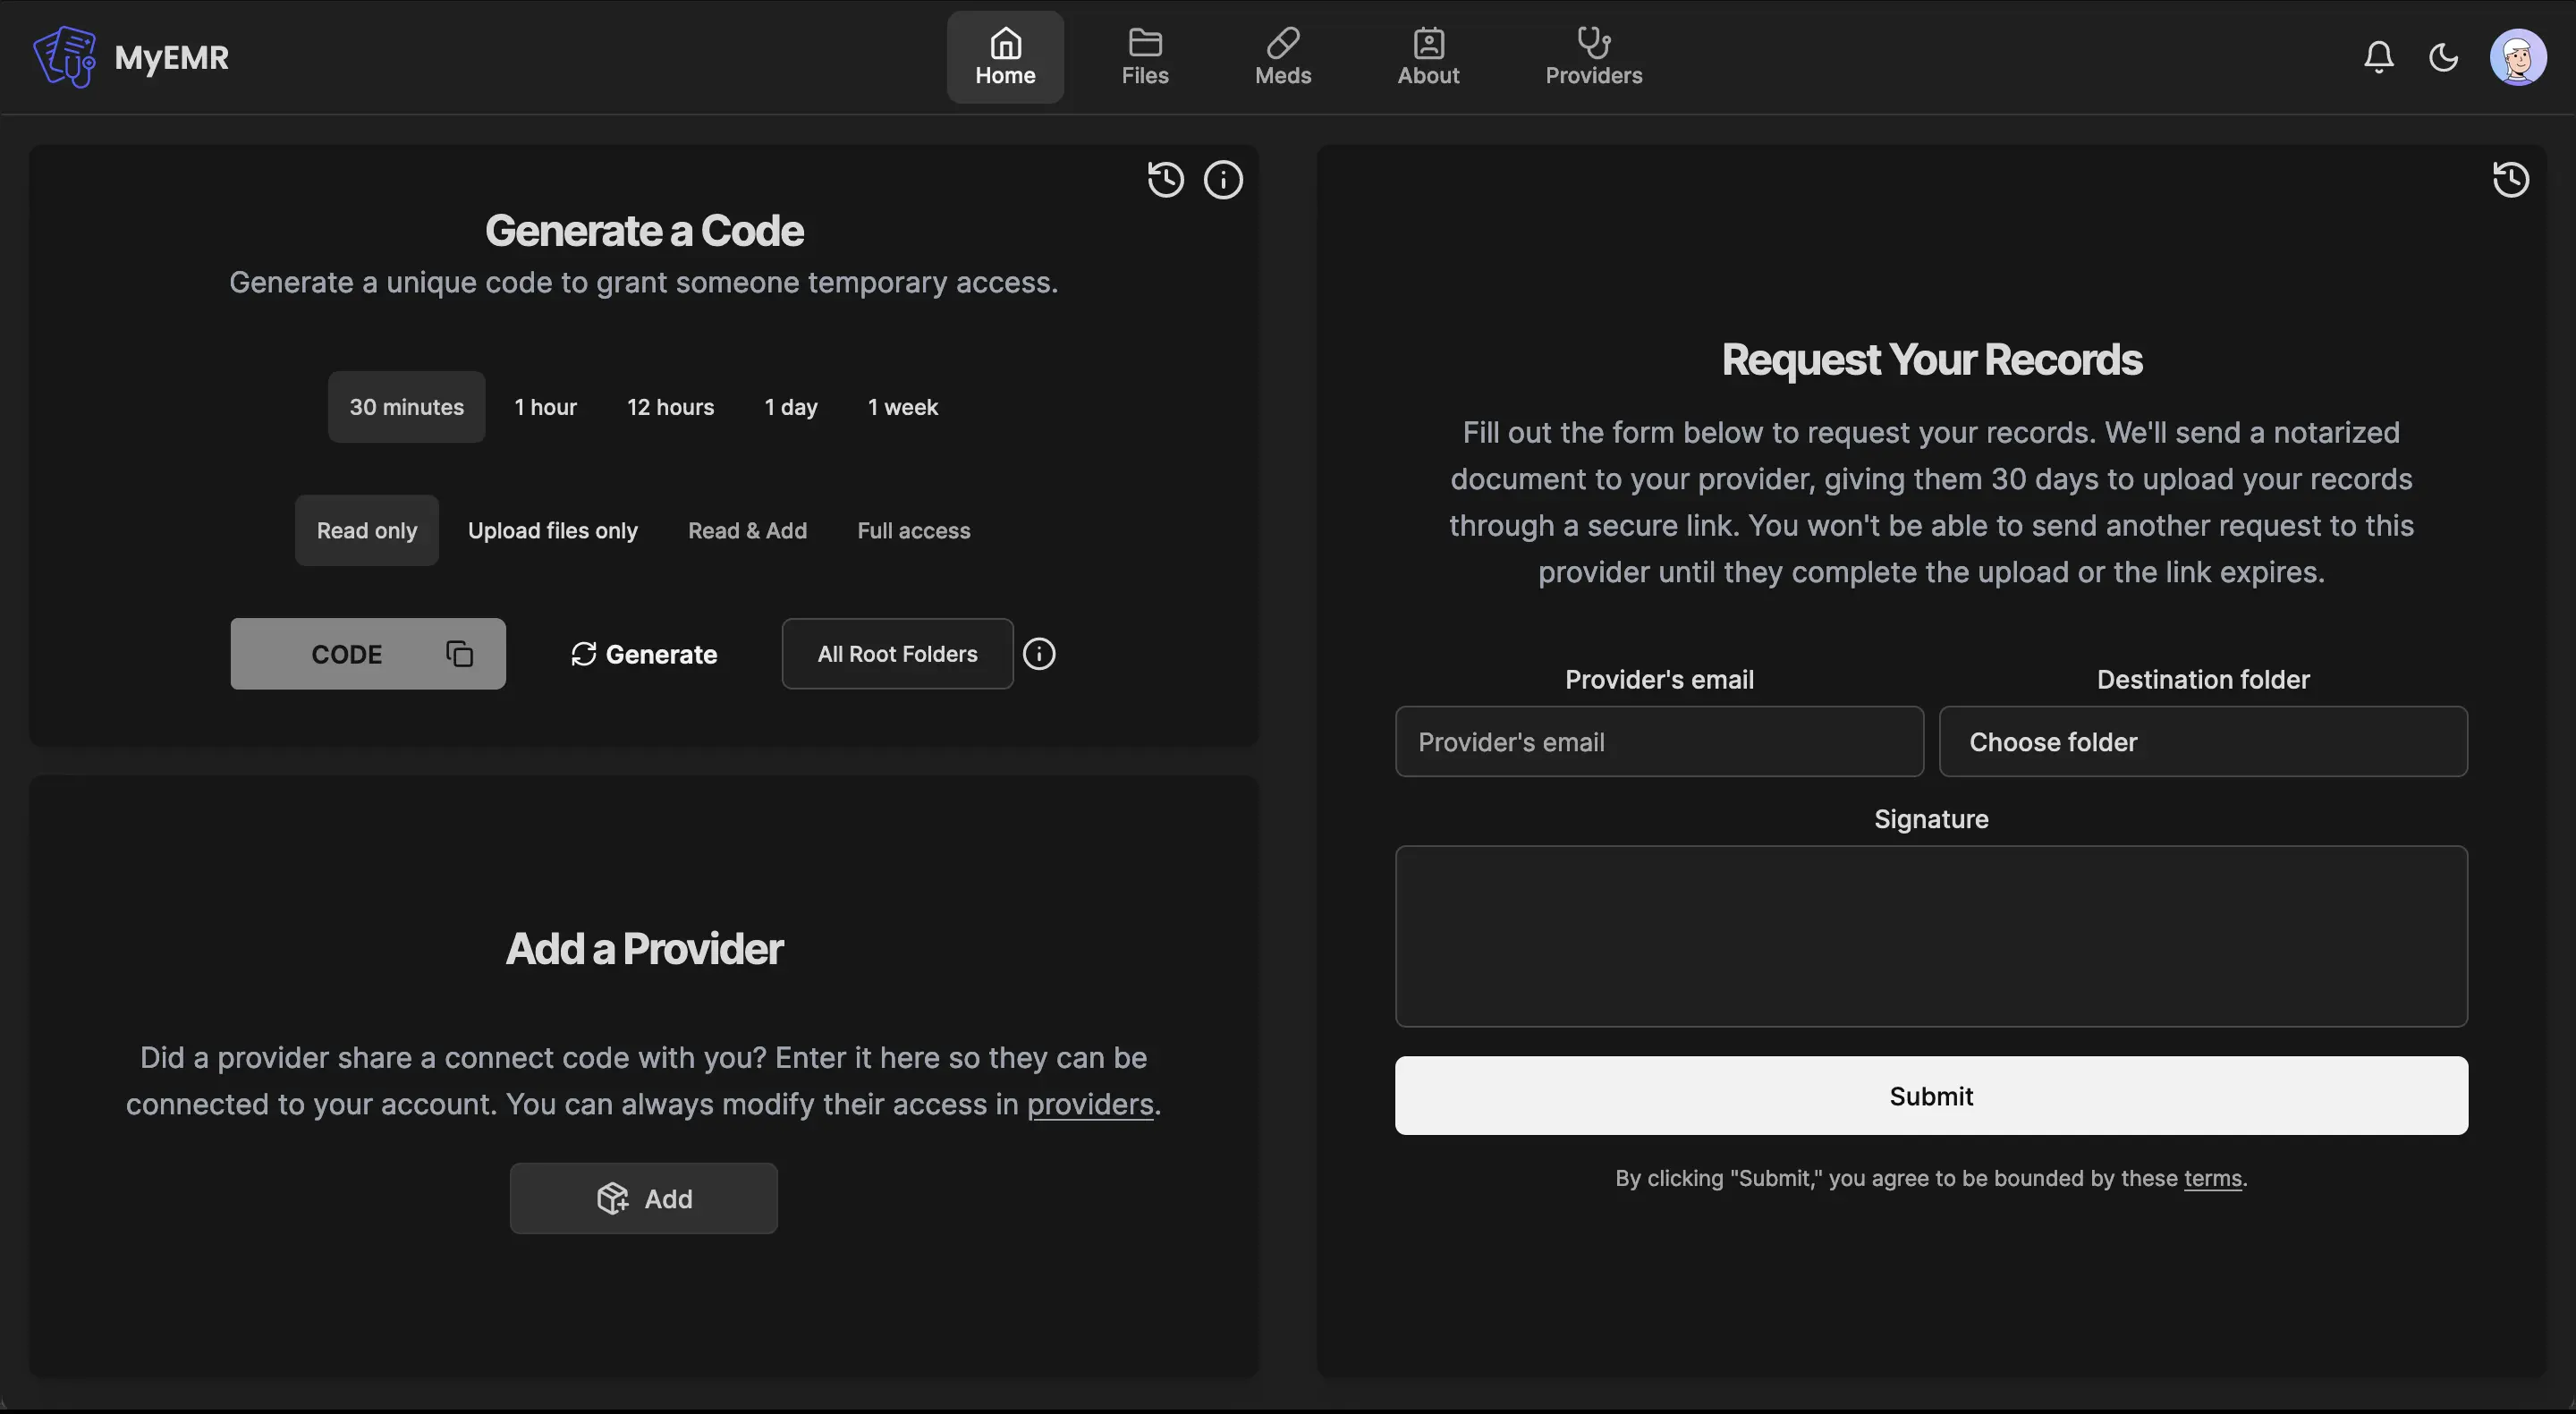 MyEMR
Home
Files
Meds
About
Providers
Generate a Code
Generate a unique code to grant someone temporary access.
30 minutes
1 hour
12 hours
1 day
1 week
Read only
Upload files only
Read & Add
Full access
CODE
Generate
All Root Folders
Add a Provider
Did a provider share a connect code with you? Enter it here so they can be
connected to your account. You can always modify their access in providers.
Add
Request Your Records
Fill out the form below to request your records. We'll send a notarized
document to your provider, giving them 30 days to upload your records
through a secure link. You won't be able to send another request to this
provider until they complete the upload or the link expires.
Provider's email
Destination folder
Provider's email
Choose folder
Signature
Submit
By clicking "Submit," you agree to be bounded by these terms.